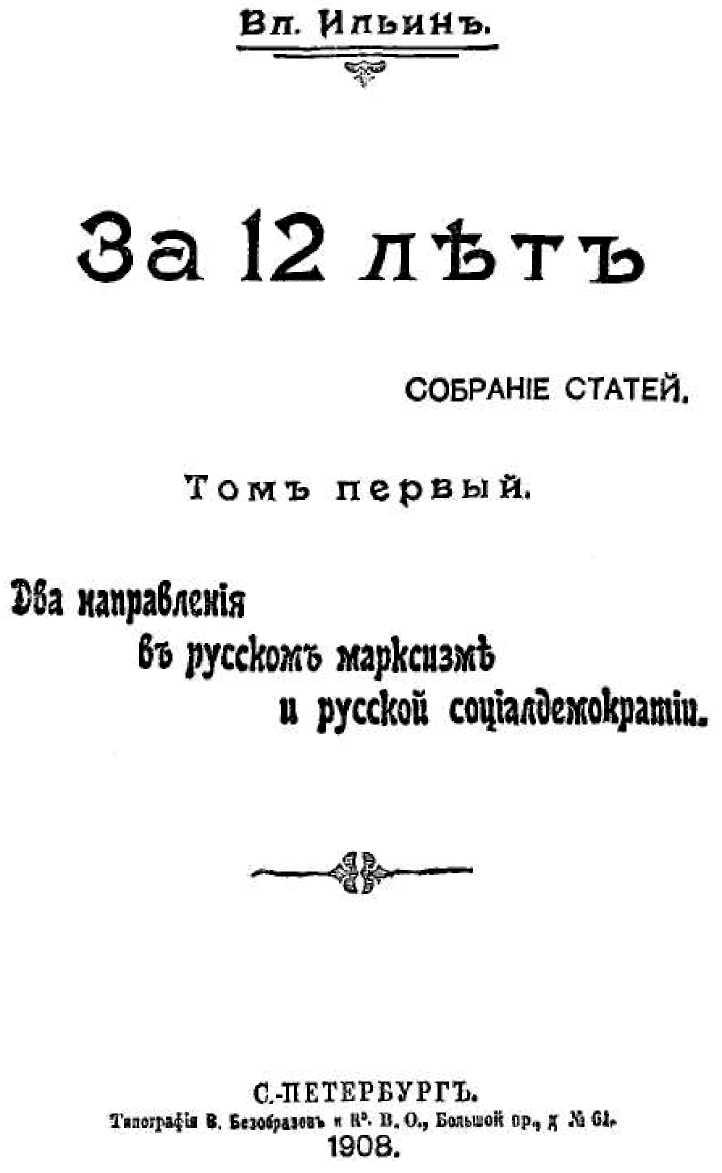 Вл. Ильинъ.
За 12 лѣтъ
СОБРАНІЕ СТАТЕЙ.
Томъ первый.
Два направленія
въ русскомъ марксизмѣ
и русской соціалдемократіи.
С.-ПЕТЕРБУРГЪ.
Типографія В. Безобразовъ и Кº. В. О., Большой пр., д № 61.
1908.